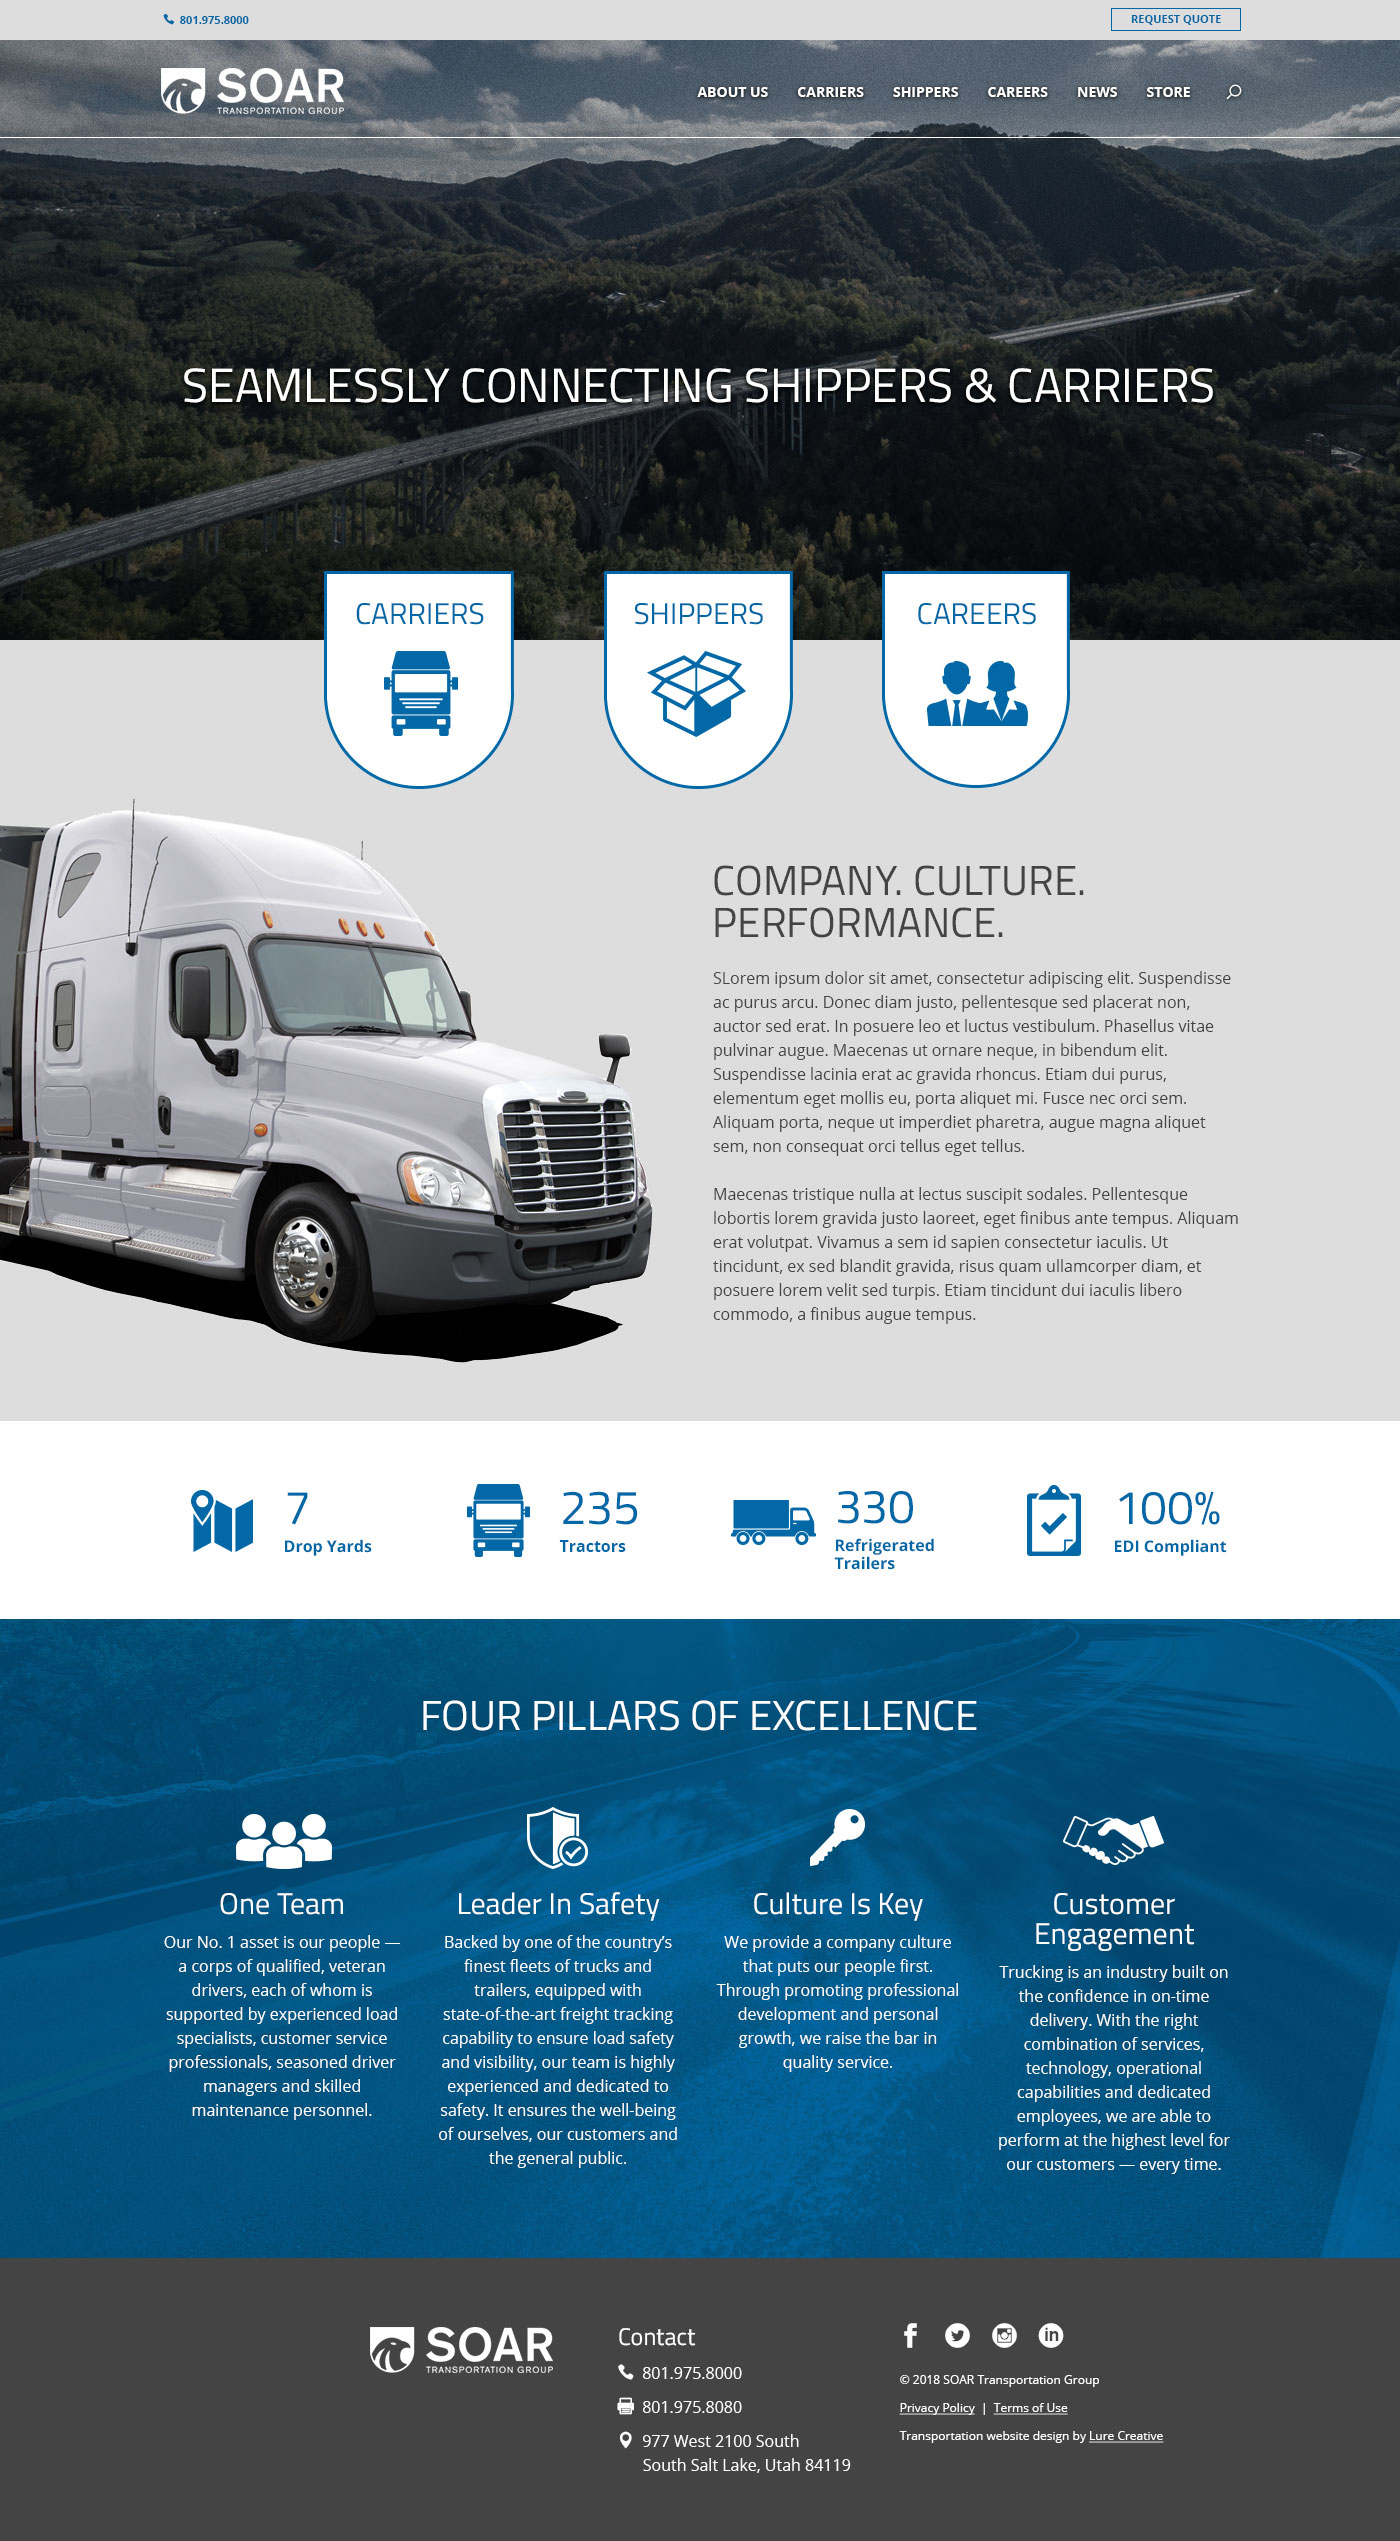 801.975.8000
REQUEST QUOTE
SOAR
TRANSPORTATION GROUP
ABOUT US
CARRIERS
SHIPPERS
CAREERS
NEWS
STORE
SEAMLESSLY CONNECTING SHIPPERS & CARRIERS
CARRIERS
SHIPPERS
CAREERS
COMPANY. CULTURE.
PERFORMANCE.
SLorem ipsum dolor sit amet, consectetur adipiscing elit. Suspendisse
ac purus arcu. Donec diam justo, pellentesque sed placerat non,
auctor sed erat. In posuere leo et luctus vestibulum. Phasellus vitae
pulvinar augue. Maecenas ut ornare neque, in bibendum elit.
Suspendisse lacinia erat ac gravida rhoncus. Etiam dui purus,
elementum eget mollis eu, porta aliquet mi. Fusce nec orci sem.
Aliquam porta, neque ut imperdiet pharetra, augue magna aliquet
sem, non consequat orci tellus eget tellus.
Maecenas tristique nulla at lectus suscipit sodales. Pellentesque
lobortis lorem gravida justo laoreet, eget finibus ante tempus. Aliquam
erat volutpat. Vivamus a sem id sapien consectetur iaculis. Ut
tincidunt, ex sed blandit gravida, risus quam ullamcorper diam, et
posuere lorem velit sed turpis. Etiam tincidunt dui iaculis libero
commodo, a finibus augue tempus.
7
Drop Yards
235
Tractors
330
Refrigerated
Trailers
100%
EDI Compliant
FOUR PILLARS OF EXCELLENCE
One Team
Our No. 1 asset is our people —
a corps of qualified, veteran
drivers, each of whom is
supported by experienced load
specialists, customer service
professionals, seasoned driver
managers and skilled
maintenance personnel.
Leader In Safety
Backed by one of the country's
finest fleets of trucks and
trailers, equipped with
state-of-the-art freight tracking
capability to ensure load safety
and visibility, our team is highly
experienced and dedicated to
safety. It ensures the well-being
of ourselves, our customers and
the general public.
Culture Is Key
We provide a company culture
that puts our people first.
Through promoting professional
development and personal
growth, we raise the bar in
quality service.
Customer
Engagement
Trucking is an industry built on
the confidence in on-time
delivery. With the right
combination of services,
technology, operational
capabilities and dedicated
employees, we are able to
perform at the highest level for
our customers — every time.
SOAR
TRANSPORTATION GROUP
Contact
801.975.8000
801.975.8080
977 West 2100 South
South Salt Lake, Utah 84119
© 2018 SOAR Transportation Group
Privacy Policy | Terms of Use
Transportation website design by Lure Creative